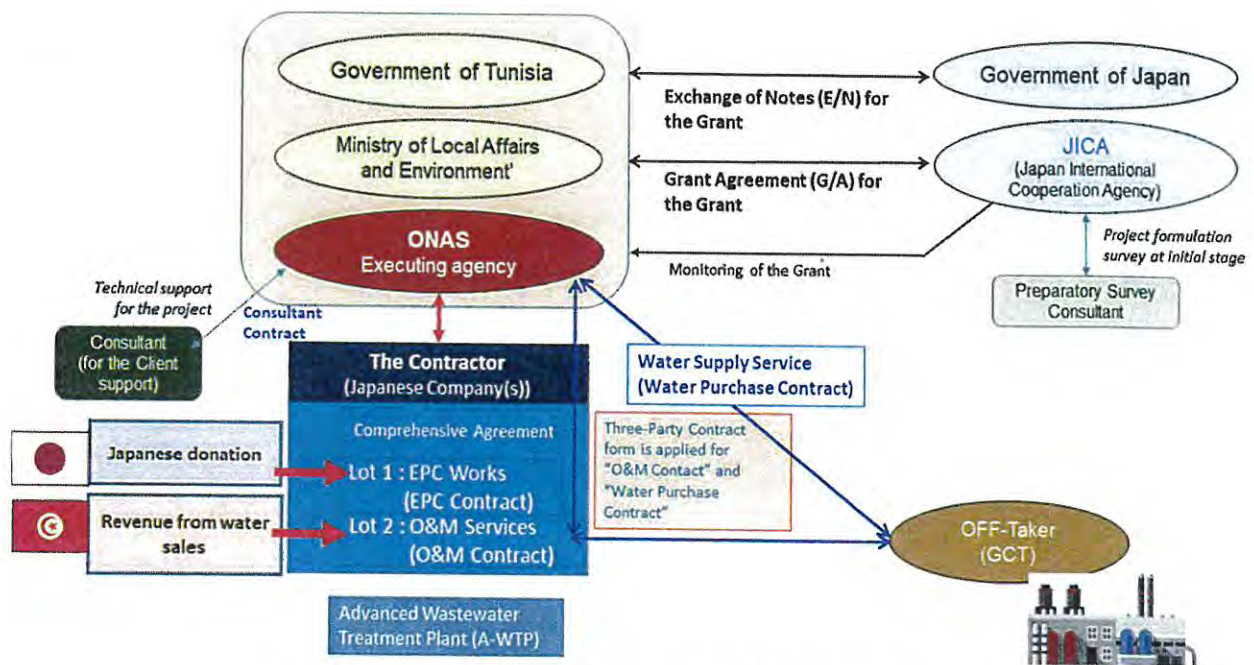 Government of Tunisia
Government of Japan
Exchange of Notes (E/N) for
the Grant
Ministry of Local Affairs
and Environment'
JICA
(Japan International
Cooperation Agency)
Grant Agreement (G/A) for
the Grant
ONAS
Executing agency
Monitoring of the Grant
Project formulation
survey at initial stage
Preparatory Survey
Consultant
Technical support
for the project
Consultant
Contract
Consultant
(for the Client
support)
The Contractor
(Japanese Company(s))
Water Supply Service
(Water Purchase Contract)
Comprehensive Agreement
Three-Party Contract
form is applied for
"O&M Contact" and
"Water Purchase
Contract"
Japanese donation
Lot 1 : EPC Works
(EPC Contract)
Revenue from water
sales
Lot 2 : O&M Services
(O&M Contract)
OFF-Taker
(GCT)
Advanced Wastewater
Treatment Plant (A-WTP)